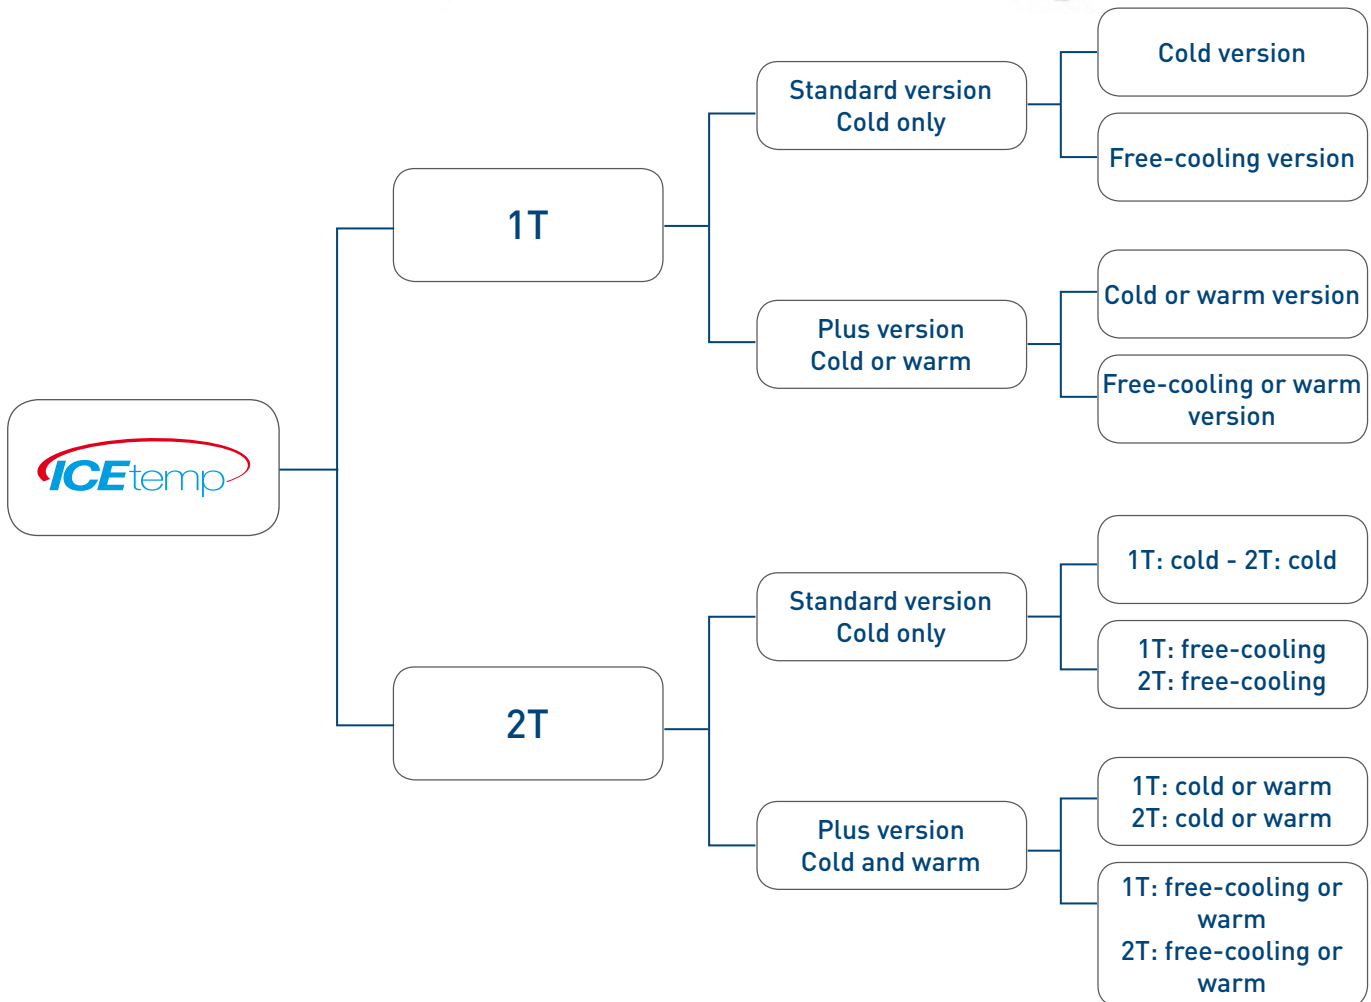 ICEtemp
1T
Standard version
Cold only
Cold version
Free-cooling version
Plus version
Cold or warm
Cold or warm version
Free-cooling or warm
version
2T
Standard version
Cold only
1T: cold - 2T: cold
1T: free-cooling
2T: free-cooling
Plus version
Cold and warm
1T: cold or warm
2T: cold or warm
1T: free-cooling or
warm
2T: free-cooling or
warm